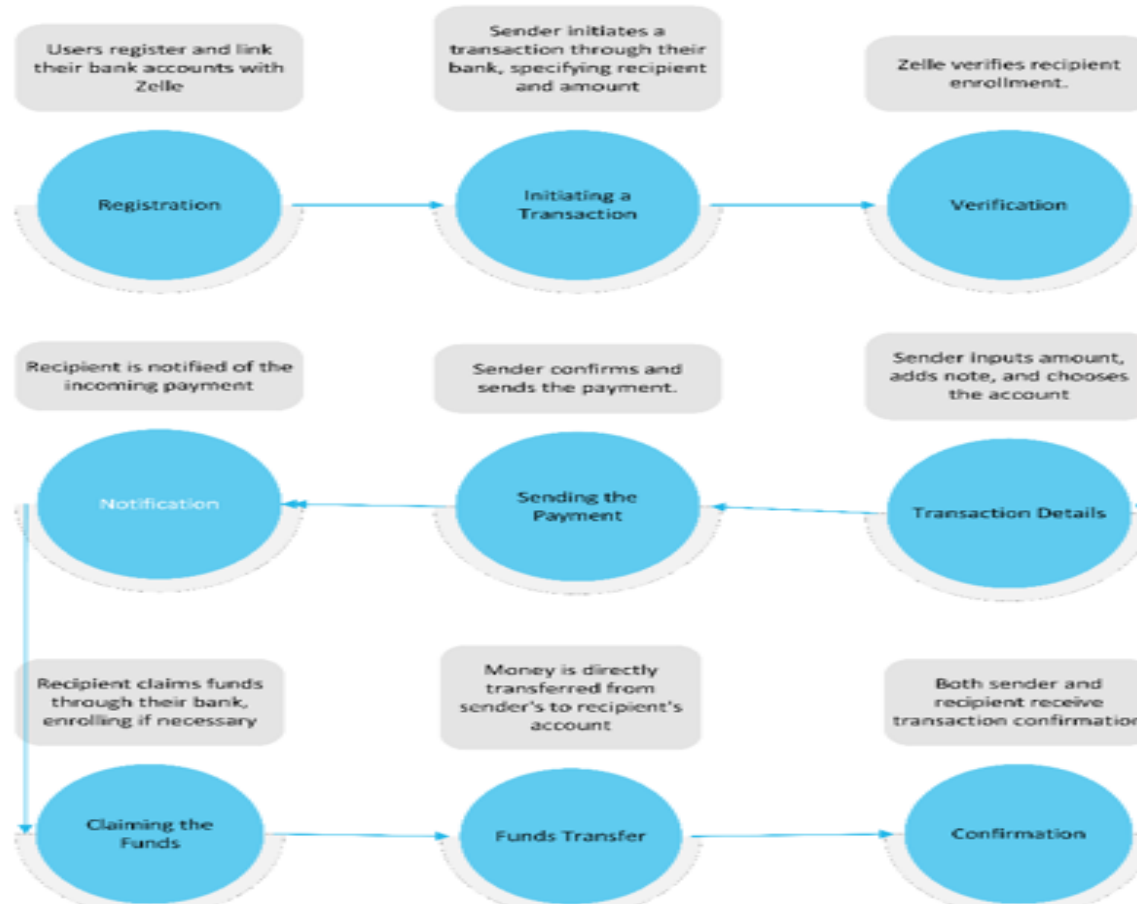 Users register and link
their bank accounts with
Zelle
Sender initiates a
transaction through their
bank, specifying recipient
and amount
Zelle verifies recipient
enrollment.
Registration
Initiating a
Transaction
Verification
Recipient is notified of the
incoming payment
Sender confirms and
sends the payment.
Sender inputs amount,
adds note, and chooses
the account
Notification
Sending the
Payment
Transaction Details
Recipient claims funds
through their bank,
enrolling if necessary
Money is directly
transferred from
sender's to recipient's
account
Both sender and
recipient receive
transaction confirmation
Claiming the
Funds
Funds Transfer
Confirmation